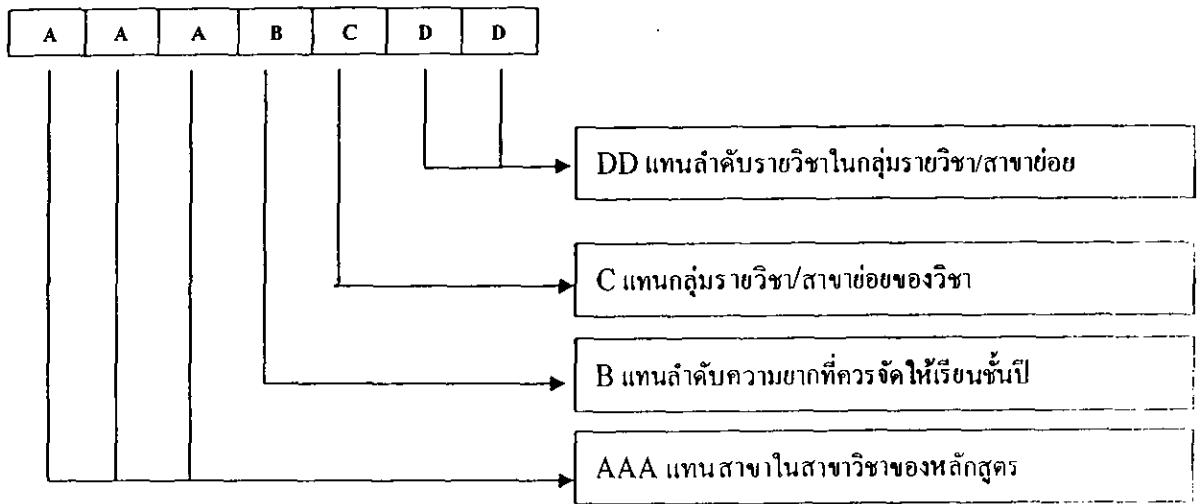 A A A B C D D
DD แทนลำดับรายวิชาในกลุ่มรายวิชา/สาขาย่อย
C แทนกลุ่มรายวิชา/สาขาย่อยของวิชา
B แทนลำดับความยากที่ควรจัดให้เรียนชั้นปี
AAA แทนสาขาในสาขาวิชาของหลักสูตร